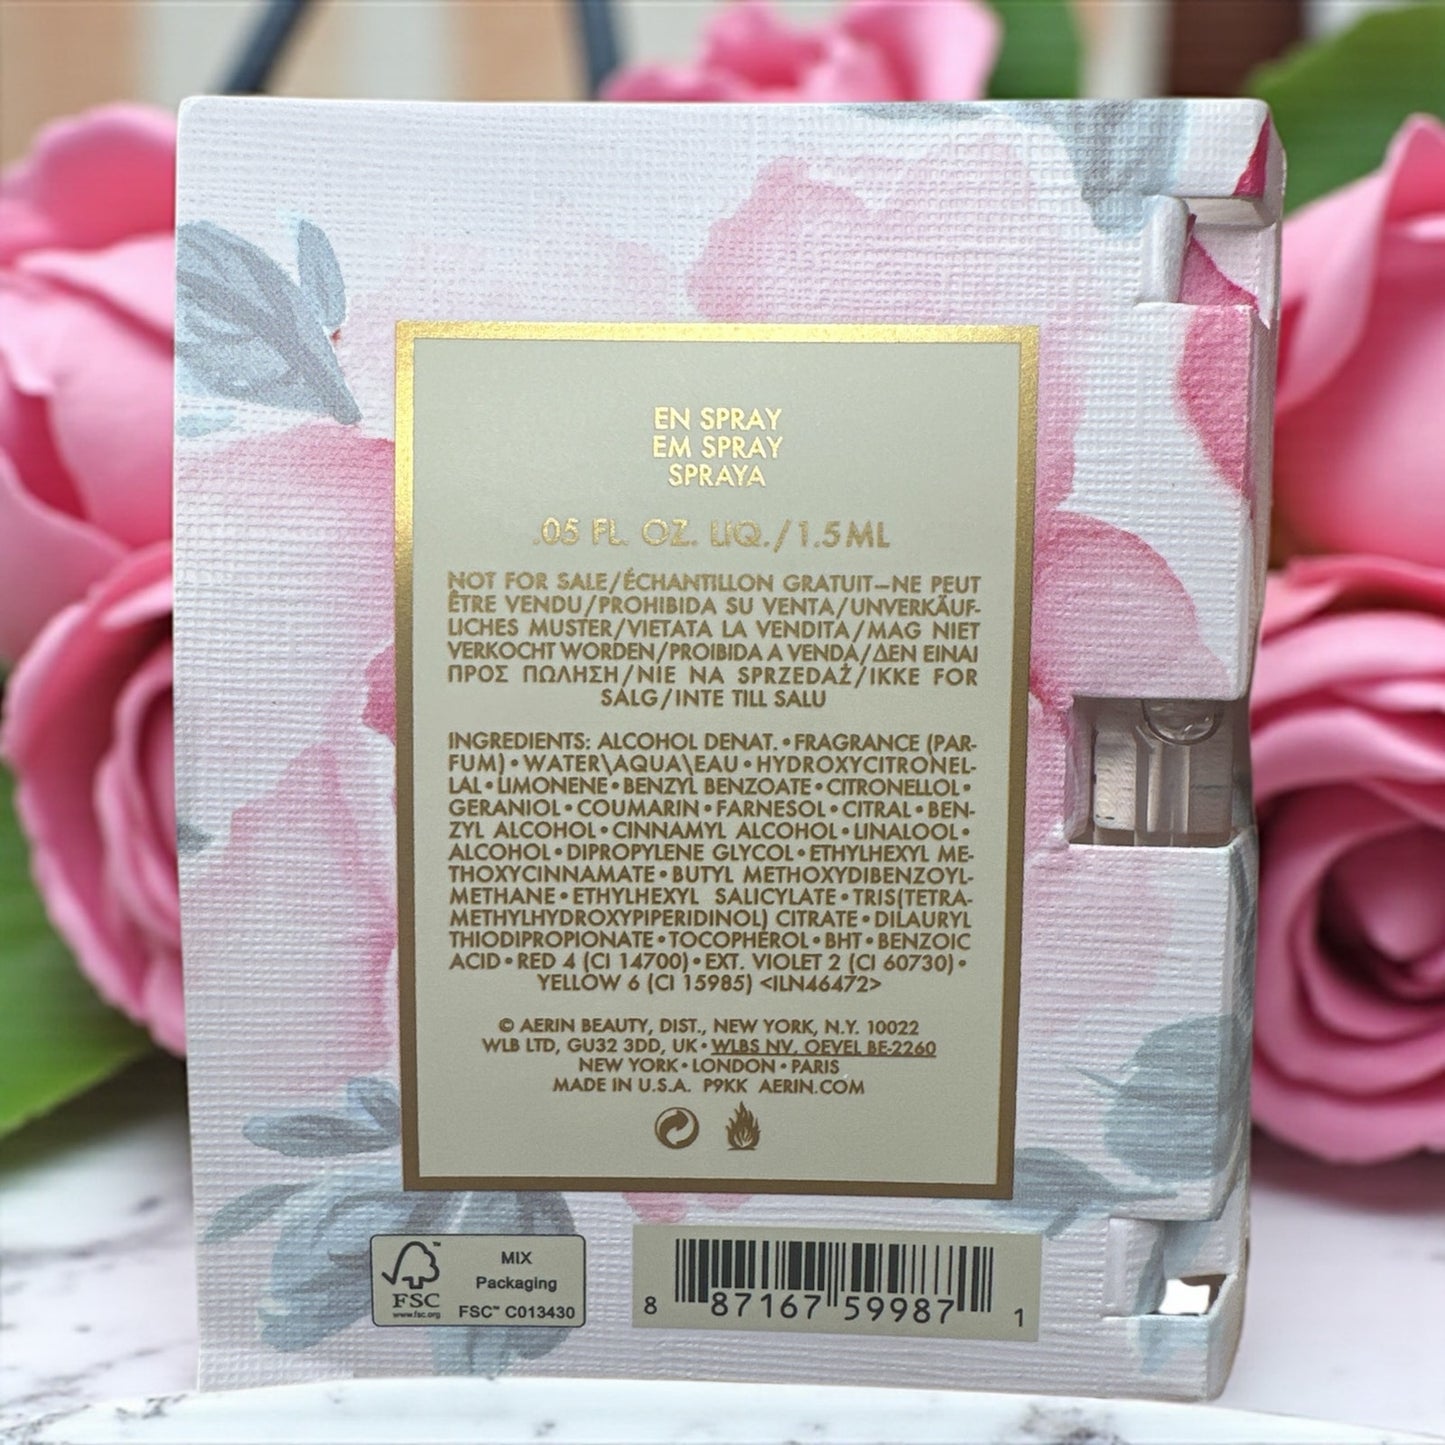 EN SPRAY
EM SPRAY
SPRAYA
.05 FL. OZ. LIQ./1.5ML
NOT FOR SALE/ÉCHANTILLON GRATUIT—NE PEUT
ÊTRE VENDU/PROHIBIDA SU VENTA/UNVERKÄUF-
LICHES MUSTER/VIETATA LA VENDITA/MAG NIET
VERKOCHT WORDEN/PROIBIDA A VENDA/ΔΕΝ ΕΙΝΑΙ
ΠΡΟΣ ΠΩΛΗΣΗ/NIE NA SPRZEDAŻ/IKKE FOR
SALG/INTE TILL SALU
INGREDIENTS: ALCOHOL DENAT.•FRAGRANCE (PAR-
FUM)•WATER\AQUA\EAU•HYDROXYCITRONEL-
LAL•LIMONENE•BENZYL BENZOATE•CITRONELLOL•
GERANIOL•COUMARIN•FARNESOL•CITRAL•BEN-
ZYL ALCOHOL•CINNAMYL ALCOHOL•LINALOOL•
ALCOHOL•DIPROPYLENE GLYCOL•ETHYLHEXYL ME-
THOXYCINNAMATE•BUTYL METHOXYDIBENZOYL-
METHANE•ETHYLHEXYL SALICYLATE•TRIS(TETRA-
METHYLHYDROXYPIPERIDINOL) CITRATE•DILAURYL
THIODIPROPIONATE•TOCOPHEROL•BHT•BENZOIC
ACID•RED 4 (CI 14700)•EXT. VIOLET 2 (CI 60730)•
YELLOW 6 (CI 15985) <ILN46472>
© AERIN BEAUTY, DIST., NEW YORK, N.Y. 10022
WLB LTD, GU32 3DD, UK•WLBS NV, OEVEL BE-2260
NEW YORK•LONDON•PARIS
MADE IN U.S.A. P9KK AERIN.COM
FSC™
www.fsc.org
MIX
Packaging
FSC™ C013430
8 87167 59987 1